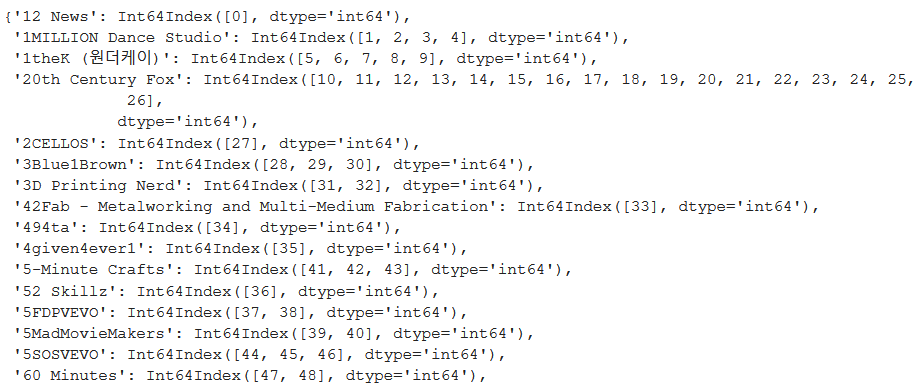 {'12 News': Int64Index([0], dtype='int64'),
'1MILLION Dance Studio': Int64Index([1, 2, 3, 4], dtype='int64'),
'1theK (원더케이)': Int64Index([5, 6, 7, 8, 9], dtype='int64'),
'20th Century Fox': Int64Index([10, 11, 12, 13, 14, 15, 16, 17, 18, 19, 20, 21, 22, 23, 24, 25,
26],
dtype='int64'),
'2CELLOS': Int64Index([27], dtype='int64'),
'3Blue1Brown': Int64Index([28, 29, 30], dtype='int64'),
'3D Printing Nerd': Int64Index([31, 32], dtype='int64'),
'42Fab - Metalworking and Multi-Medium Fabrication': Int64Index([33], dtype='int64'),
'494ta': Int64Index([34], dtype='int64'),
'4given4ever1': Int64Index([35], dtype='int64'),
'5-Minute Crafts': Int64Index([41, 42, 43], dtype='int64'),
'52 Skillz': Int64Index([36], dtype='int64'),
'5FDPVEVO': Int64Index([37, 38], dtype='int64'),
'5MadMovieMakers': Int64Index([39, 40], dtype='int64'),
'5SOSVEVO': Int64Index([44, 45, 46], dtype='int64'),
'60 Minutes': Int64Index([47, 48], dtype='int64'),